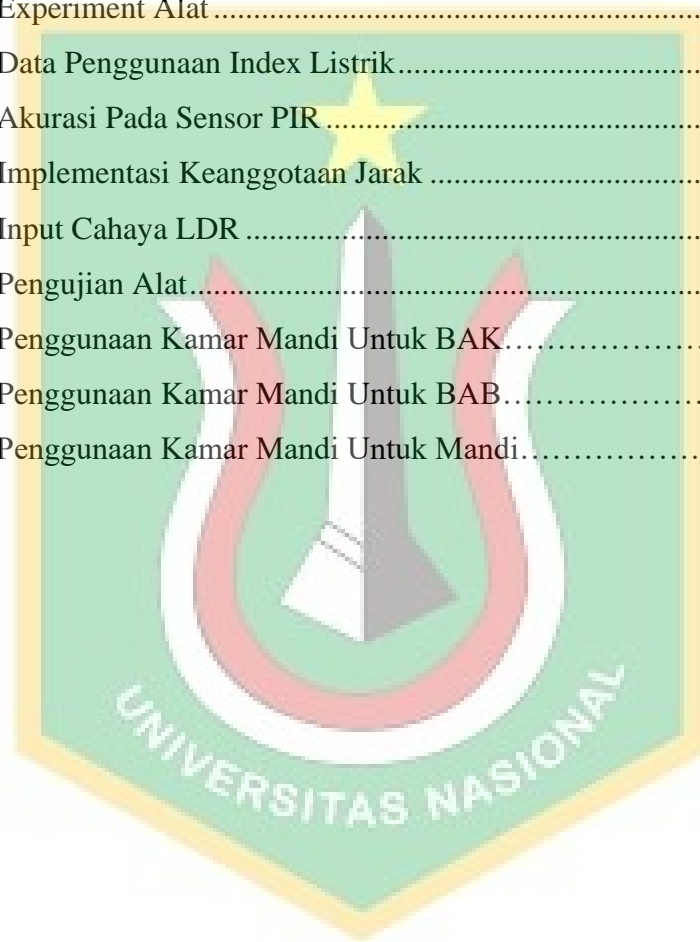 Experiment Alat........................................................
Data Penggunaan Index Listrik......................................
Akurasi Pada Sensor PIR..............................................
Implementasi Keanggotaan Jarak ..................................
Input Cahaya LDR ........................................................
Pengujian Alat...............................................................
Penggunaan Kamar Mandi Untuk BAK……………………
Penggunaan Kamar Mandi Untuk BAB……………………
Penggunaan Kamar Mandi Untuk Mandi…………………
UNIVERSITAS NASIONAL